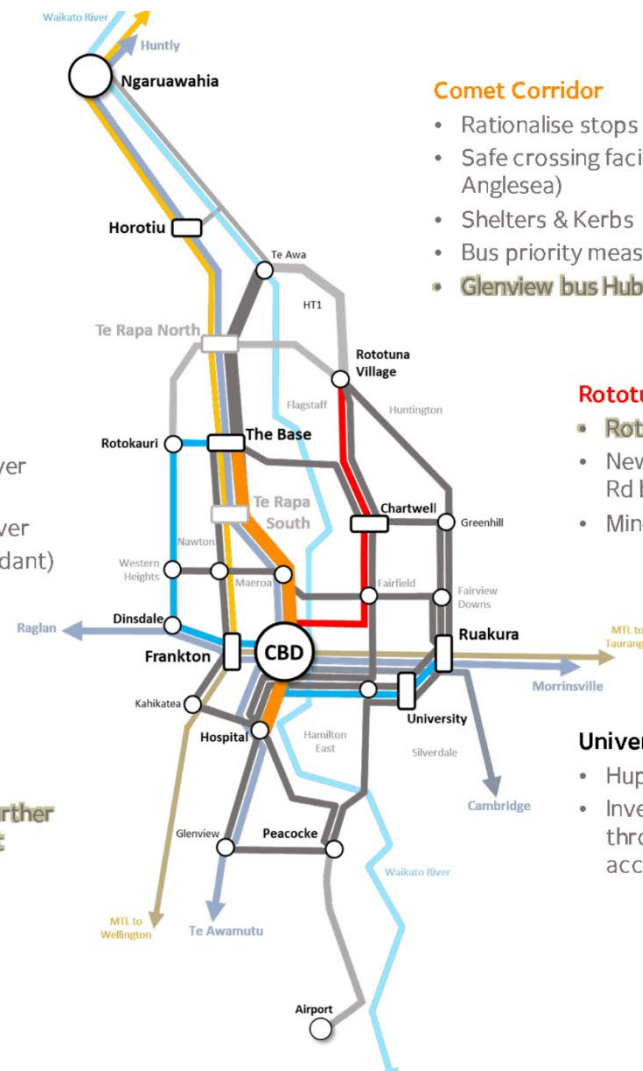 Waikato River
Huntly
Ngaruawahia
Comet Corridor
• Rationalise stops
• Safe crossing faci
Anglesea)
• Shelters & Kerbs
• Bus priority meas
• Glenview bus Hub
Horotiu
Te Awa
HT1
Te Rapa North
Rototuna
Village
Flagstaff
Huntington
Rototu
• Rot
• New
Rd b
• Min
Rotokauri
The Base
ver
ver
dant)
Te Rapa
South
Chartwell
Greenhill
Nawton
Western
Heights
Maeroa
Fairfield
Fairview
Downs
Dinsdale
Raglan
Frankton
CBD
Ruakura
MTL to
Taurang
Morrinsville
Kahikatea
University
Hospital
Hamilton
East
Silverdale
Univer
• Hup
• Inve
thro
acc
Cambridge
urther
t
Glenview
Peacocke
Waikato River
MTL to
Wellington
Te Awamutu
Airport